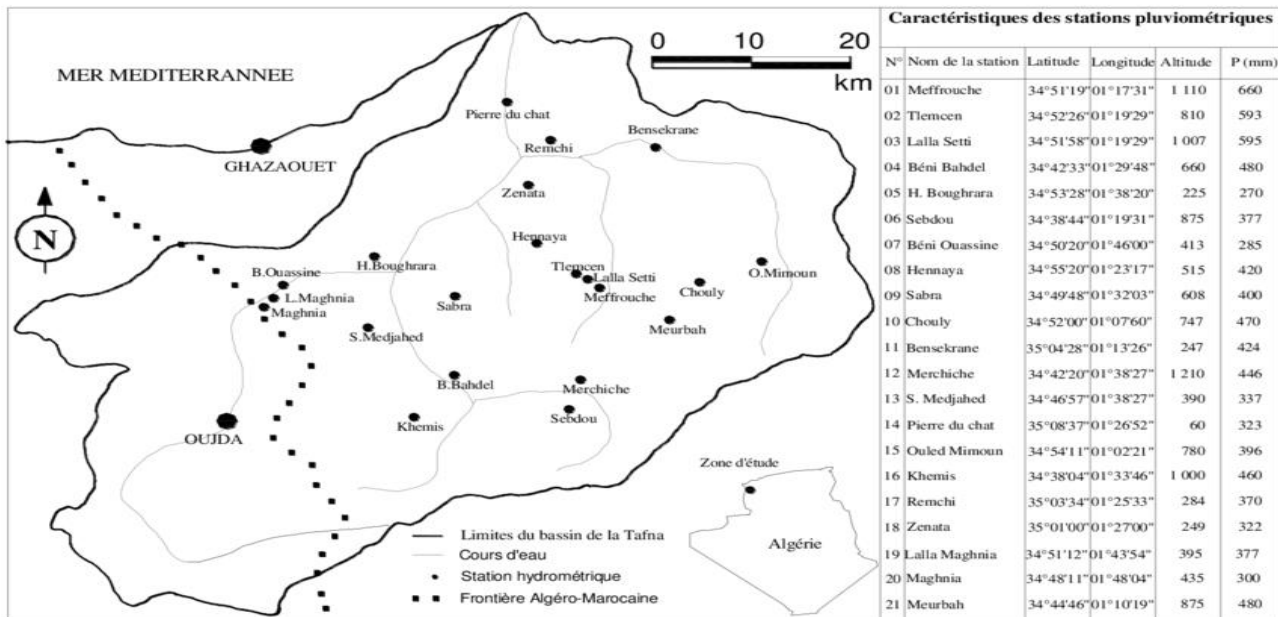 MER MEDITERRANNEE
0 10 20
km
Pierre du chat
Remchi
Bensekrane
GHAZAOUET
Zenata
N
Hennaya
H.Boughrara
B.Ouassine
Tlemcen
Lalla Setti
O.Mimoun
L.Maghnia
Meffrouche
Chouly
Maghnia
Sabra
S.Medjahed
Meurbah
B.Bahdel
Merchiche
Khemis
Sebdou
OUJDA
Zone d'étude
Algérie
Limites du bassin de la Tafna
Cours d'eau
Station hydrométrique
Frontière Algéro-Marocaine
Caractéristiques des stations pluviométriques
N° Nom de la station Latitude Longitude Altitude P (mm)
01 Meffrouche 34°51'19" 01°17'31" 1 110 660
02 Tlemcen 34°52'26" 01°19'29" 810 593
03 Lalla Setti 34°51'58" 01°19'29" 1 007 595
04 Béni Bahdel 34°42'33" 01°29'48" 660 480
05 H. Boughrara 34°53'28" 01°38'20" 225 270
06 Sebdou 34°38'44" 01°19'31" 875 377
07 Béni Ouassine 34°50'20" 01°46'00" 413 285
08 Hennaya 34°55'20" 01°23'17" 515 420
09 Sabra 34°49'48" 01°32'03" 608 400
10 Chouly 34°52'00" 01°07'60" 747 470
11 Bensekrane 35°04'28" 01°13'26" 247 424
12 Merchiche 34°42'20" 01°38'27" 1 210 446
13 S. Medjahed 34°46'57" 01°38'27" 390 337
14 Pierre du chat 35°08'37" 01°26'52" 60 323
15 Ouled Mimoun 34°54'11" 01°02'21" 780 396
16 Khemis 34°38'04" 01°33'46" 1 000 460
17 Remchi 35°03'34" 01°25'33" 284 370
18 Zenata 35°01'00" 01°27'00" 249 322
19 Lalla Maghnia 34°51'12" 01°43'54" 395 377
20 Maghnia 34°48'11" 01°48'04" 435 300
21 Meurbah 34°44'46" 01°10'19" 875 480